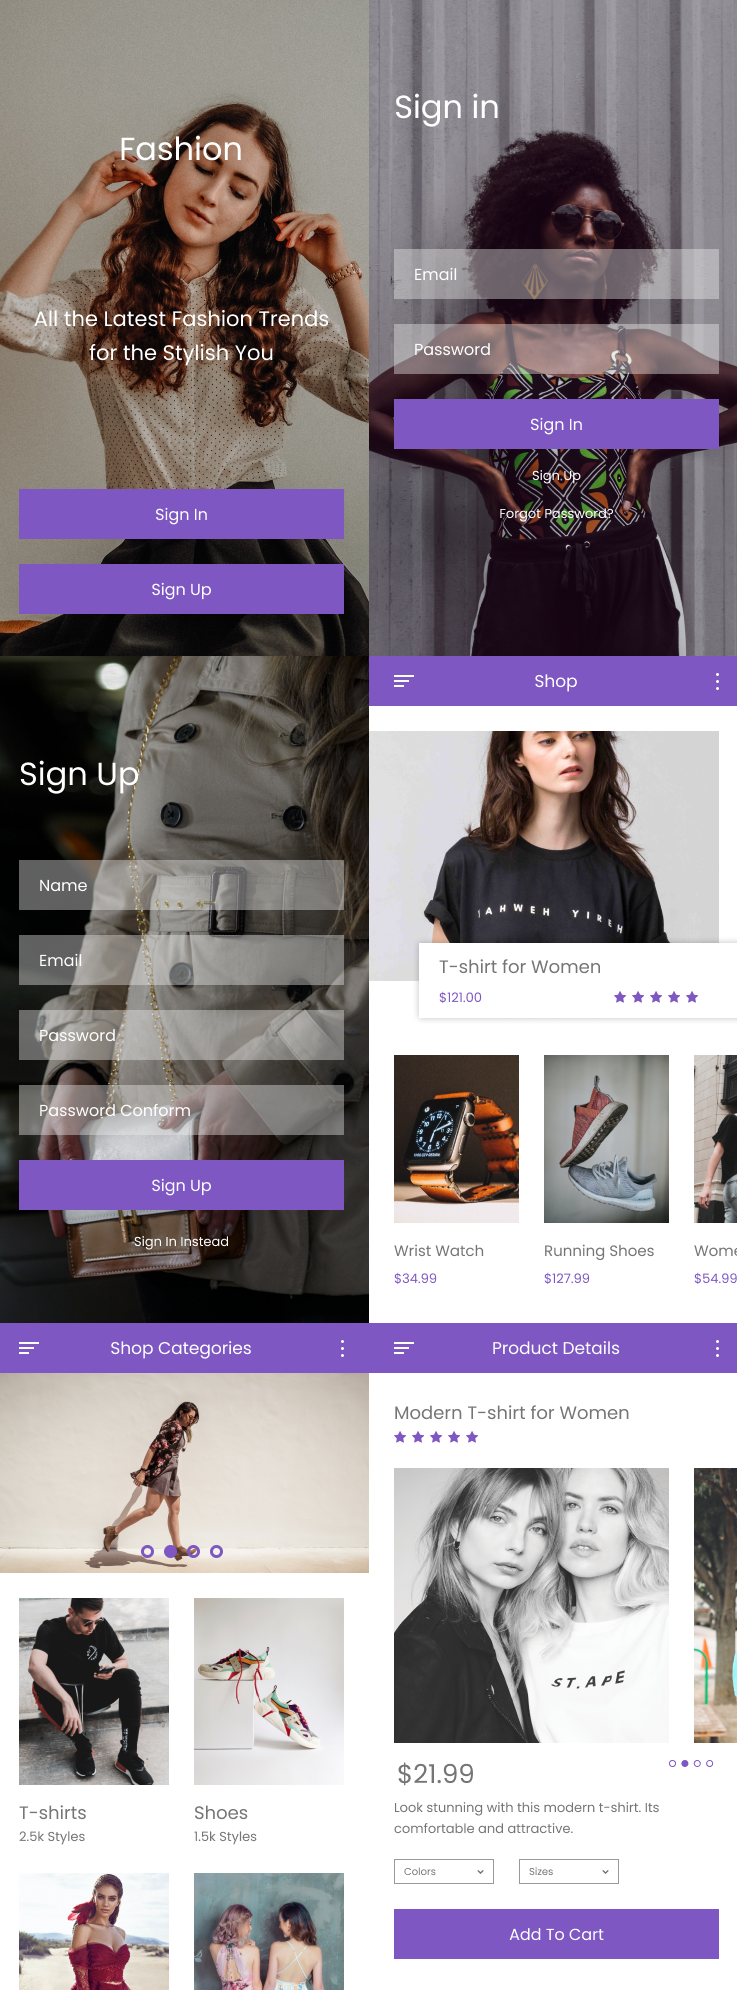 Fashion
All the Latest Fashion Trends
for the Stylish You
Sign In
Sign Up
Sign in
Email
Password
Sign In
Sign Up
Forgot Password?
Sign Up
Name
Email
Password
Password Conform
Sign Up
Sign In Instead
Shop
AHWEH YIREH
T-shirt for Women
$121.00
Wrist Watch
$34.99
Running Shoes
$127.99
Wome
$54.99
Shop Categories
T-shirts
2.5k Styles
Shoes
1.5k Styles
Product Details
Modern T-shirt for Women
ST.APE
$21.99
Look stunning with this modern t-shirt. Its
comfortable and attractive.
Colors
Sizes
Add To Cart